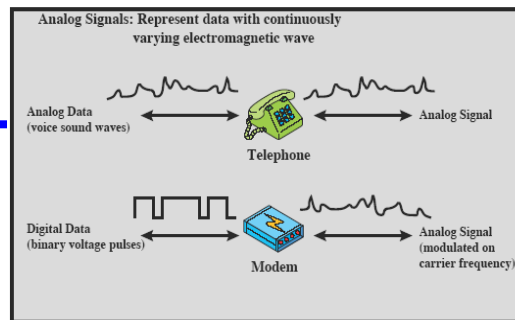 Analog Signals: Represent data with continuously
varying electromagnetic wave
Analog Data
(voice sound waves)
Analog Signal
Telephone
Digital Data
(binary voltage pulses)
Analog Signal
(modulated on
carrier frequency)
Modem